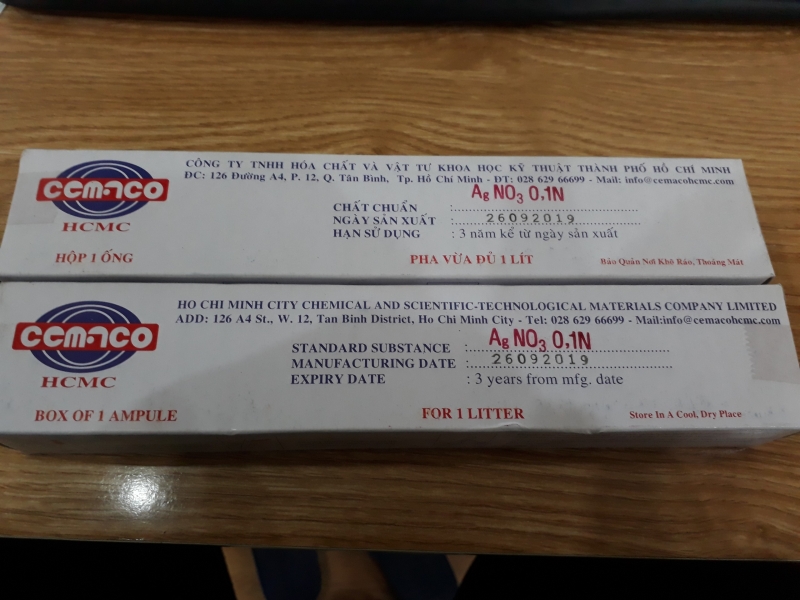 CÔNG TY TNHH HÓA CHẤT VÀ VẬT TƯ KHOA HỌC KỸ THUẬT THÀNH PHỐ HỒ CHÍ MINH
ĐC: 126 Đường A4, P. 12, Q. Tân Bình, Tp. Hồ Chí Minh - ĐT: 028 629 66699 - Mail: info@cemacohcmc.com
cemaco
HCMC
CHẤT CHUẨN : AgNO3 0,1N
NGÀY SẢN XUẤT : 26092019
HẠN SỬ DỤNG : 3 năm kể từ ngày sản xuất
HỘP 1 ỐNG
PHA VỪA ĐỦ 1 LÍT
Bảo Quản Nơi Khô Ráo, Thoáng Mát
HO CHI MINH CITY CHEMICAL AND SCIENTIFIC-TECHNOLOGICAL MATERIALS COMPANY LIMITED
ADD: 126 A4 St., W. 12, Tan Binh District, Ho Chi Minh City - Tel: 028 629 66699 - Mail:info@cemacohcmc.com
cemaco
HCMC
STANDARD SUBSTANCE : AgNO3 0,1N
MANUFACTURING DATE : 26092019
EXPIRY DATE : 3 years from mfg. date
BOX OF 1 AMPULE
FOR 1 LITTER
Store In A Cool, Dry Place